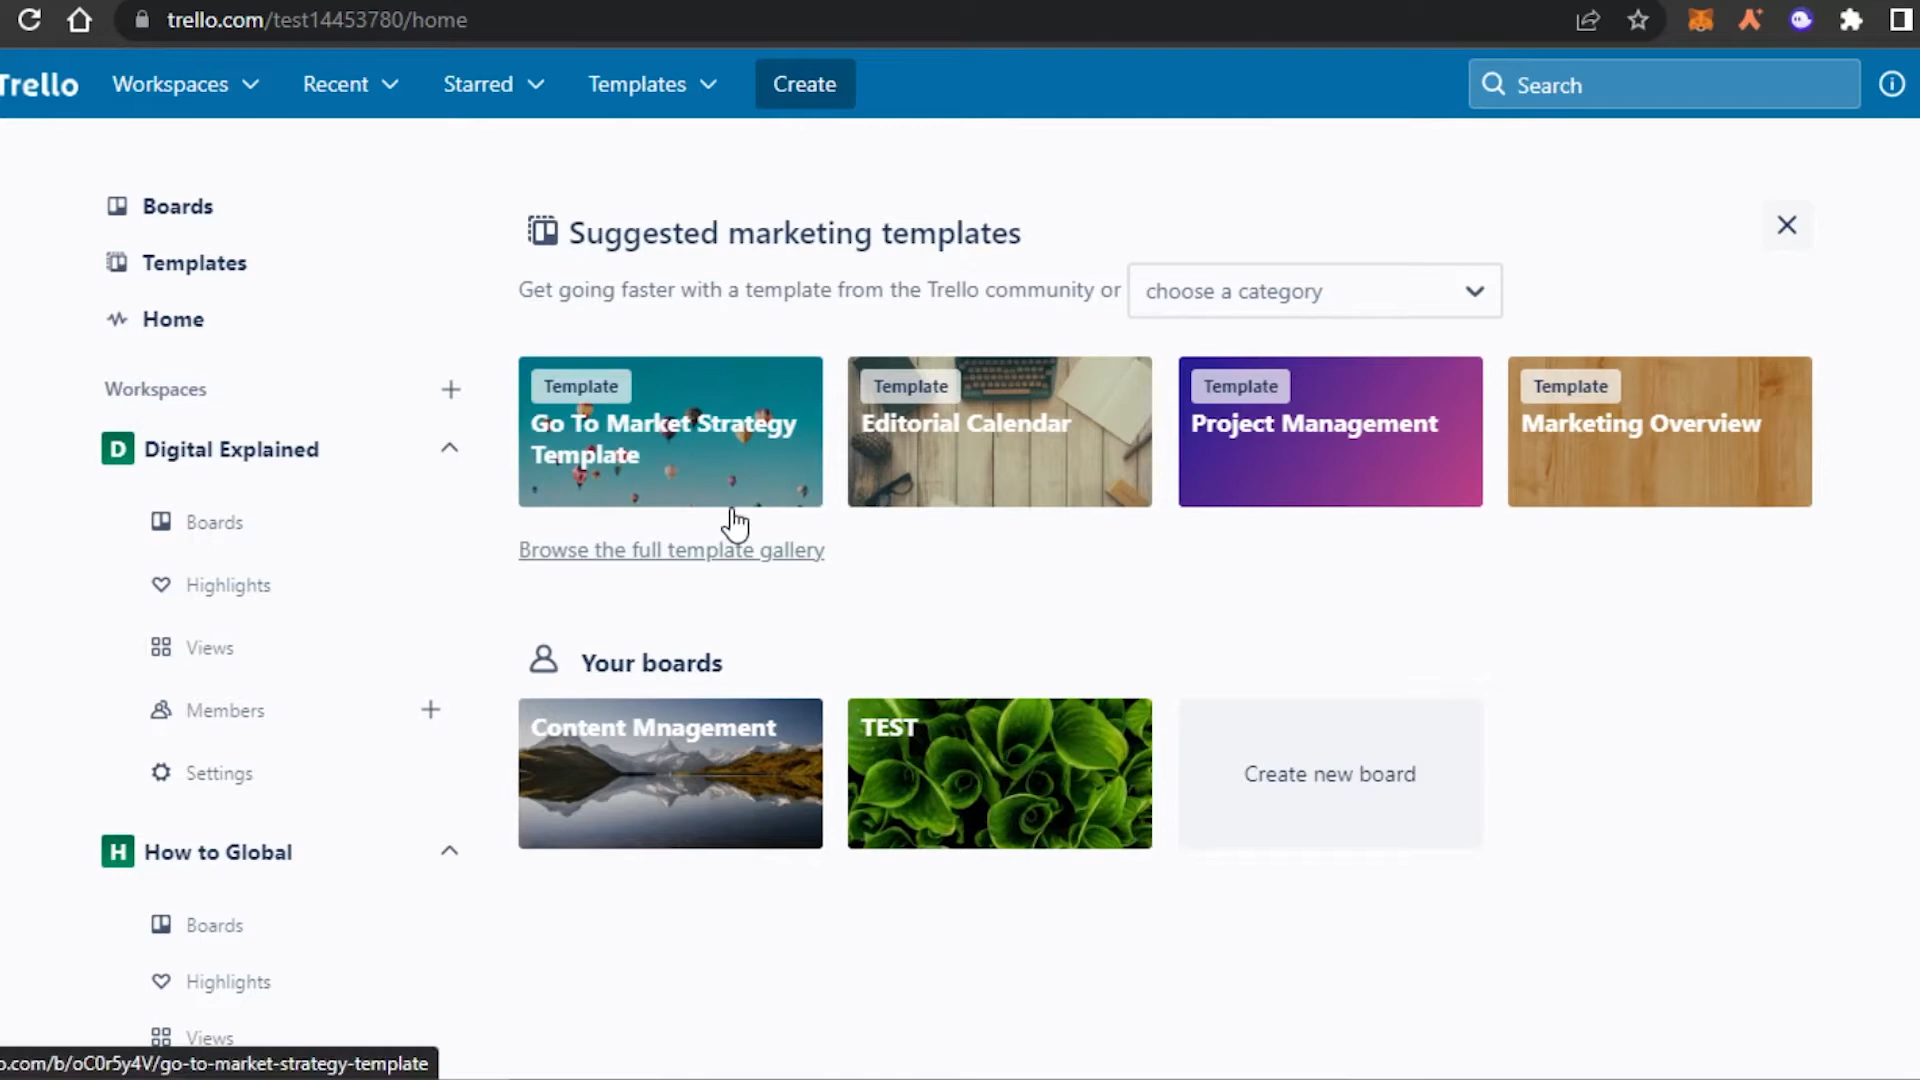 trello.com/test14453780/home
Trello Workspaces Recent Starred Templates Create Search
Boards
Templates
Home
Workspaces
D Digital Explained
Boards
Highlights
Views
Members
Settings
H How to Global
Boards
Highlights
Views
Suggested marketing templates
Get going faster with a template from the Trello community or choose a category
Template
Go To Market Strategy
Template
Template
Editorial Calendar
Template
Project Management
Template
Marketing Overview
Browse the full template gallery
Your boards
Content Mnagement
TEST
Create new board
o.com/b/oC0r5y4V/go-to-market-strategy-template